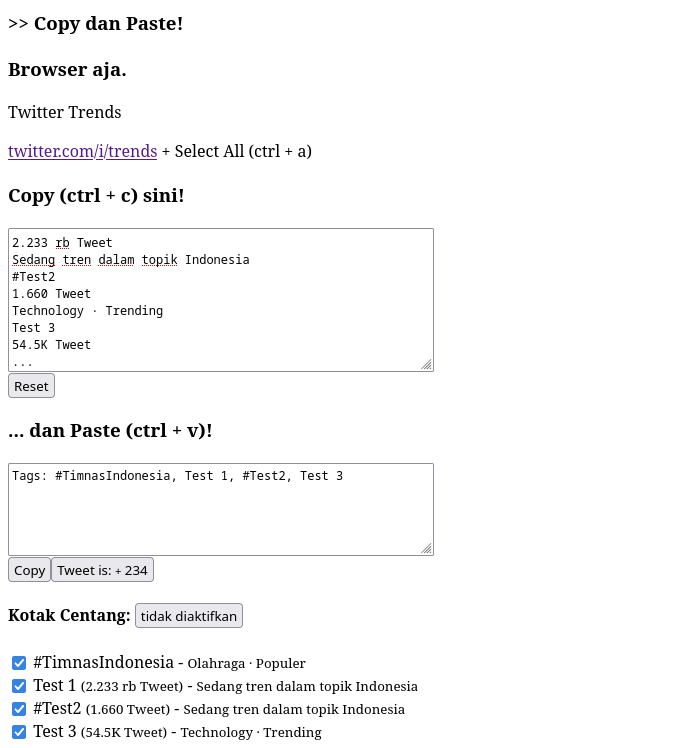 >> Copy dan Paste!
Browser aja.
Twitter Trends
twitter.com/i/trends + Select All (ctrl + a)
Copy (ctrl + c) sini!
2.233 rb Tweet
Sedang tren dalam topik Indonesia
#Test2
1.660 Tweet
Technology · Trending
Test 3
54.5K Tweet
...
Reset
... dan Paste (ctrl + v)!
Tags: #TimnasIndonesia, Test 1, #Test2, Test 3
Copy Tweet is: + 234
Kotak Centang: tidak diaktifkan
#TimnasIndonesia - Olahraga · Populer
Test 1 (2.233 rb Tweet) - Sedang tren dalam topik Indonesia
#Test2 (1.660 Tweet) - Sedang tren dalam topik Indonesia
Test 3 (54.5K Tweet) - Technology · Trending